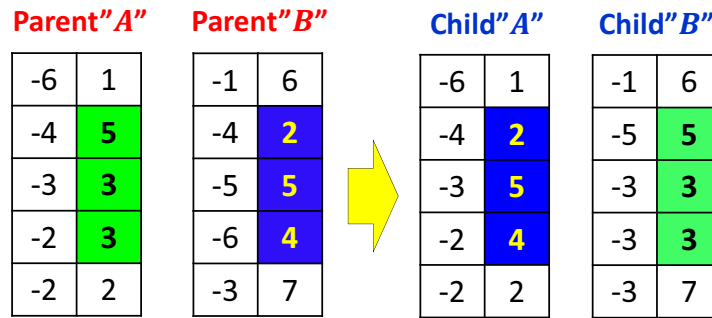 Parent"A" Parent"B" Child"A" Child"B"
-6 1 -1 6 -6 1 -1 6
-4 5 -4 2 -4 2 -5 5
-3 3 -5 5 -3 5 -3 3
-2 3 -6 4 -2 4 -3 3
-2 2 -3 7 -2 2 -3 7